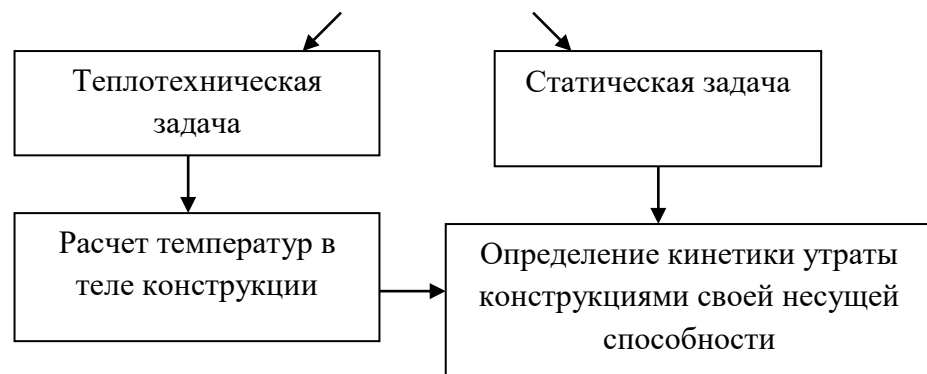 Теплотехническая
задача
Статическая задача
Расчет температур в
теле конструкции
Определение кинетики утраты
конструкциями своей несущей
способности